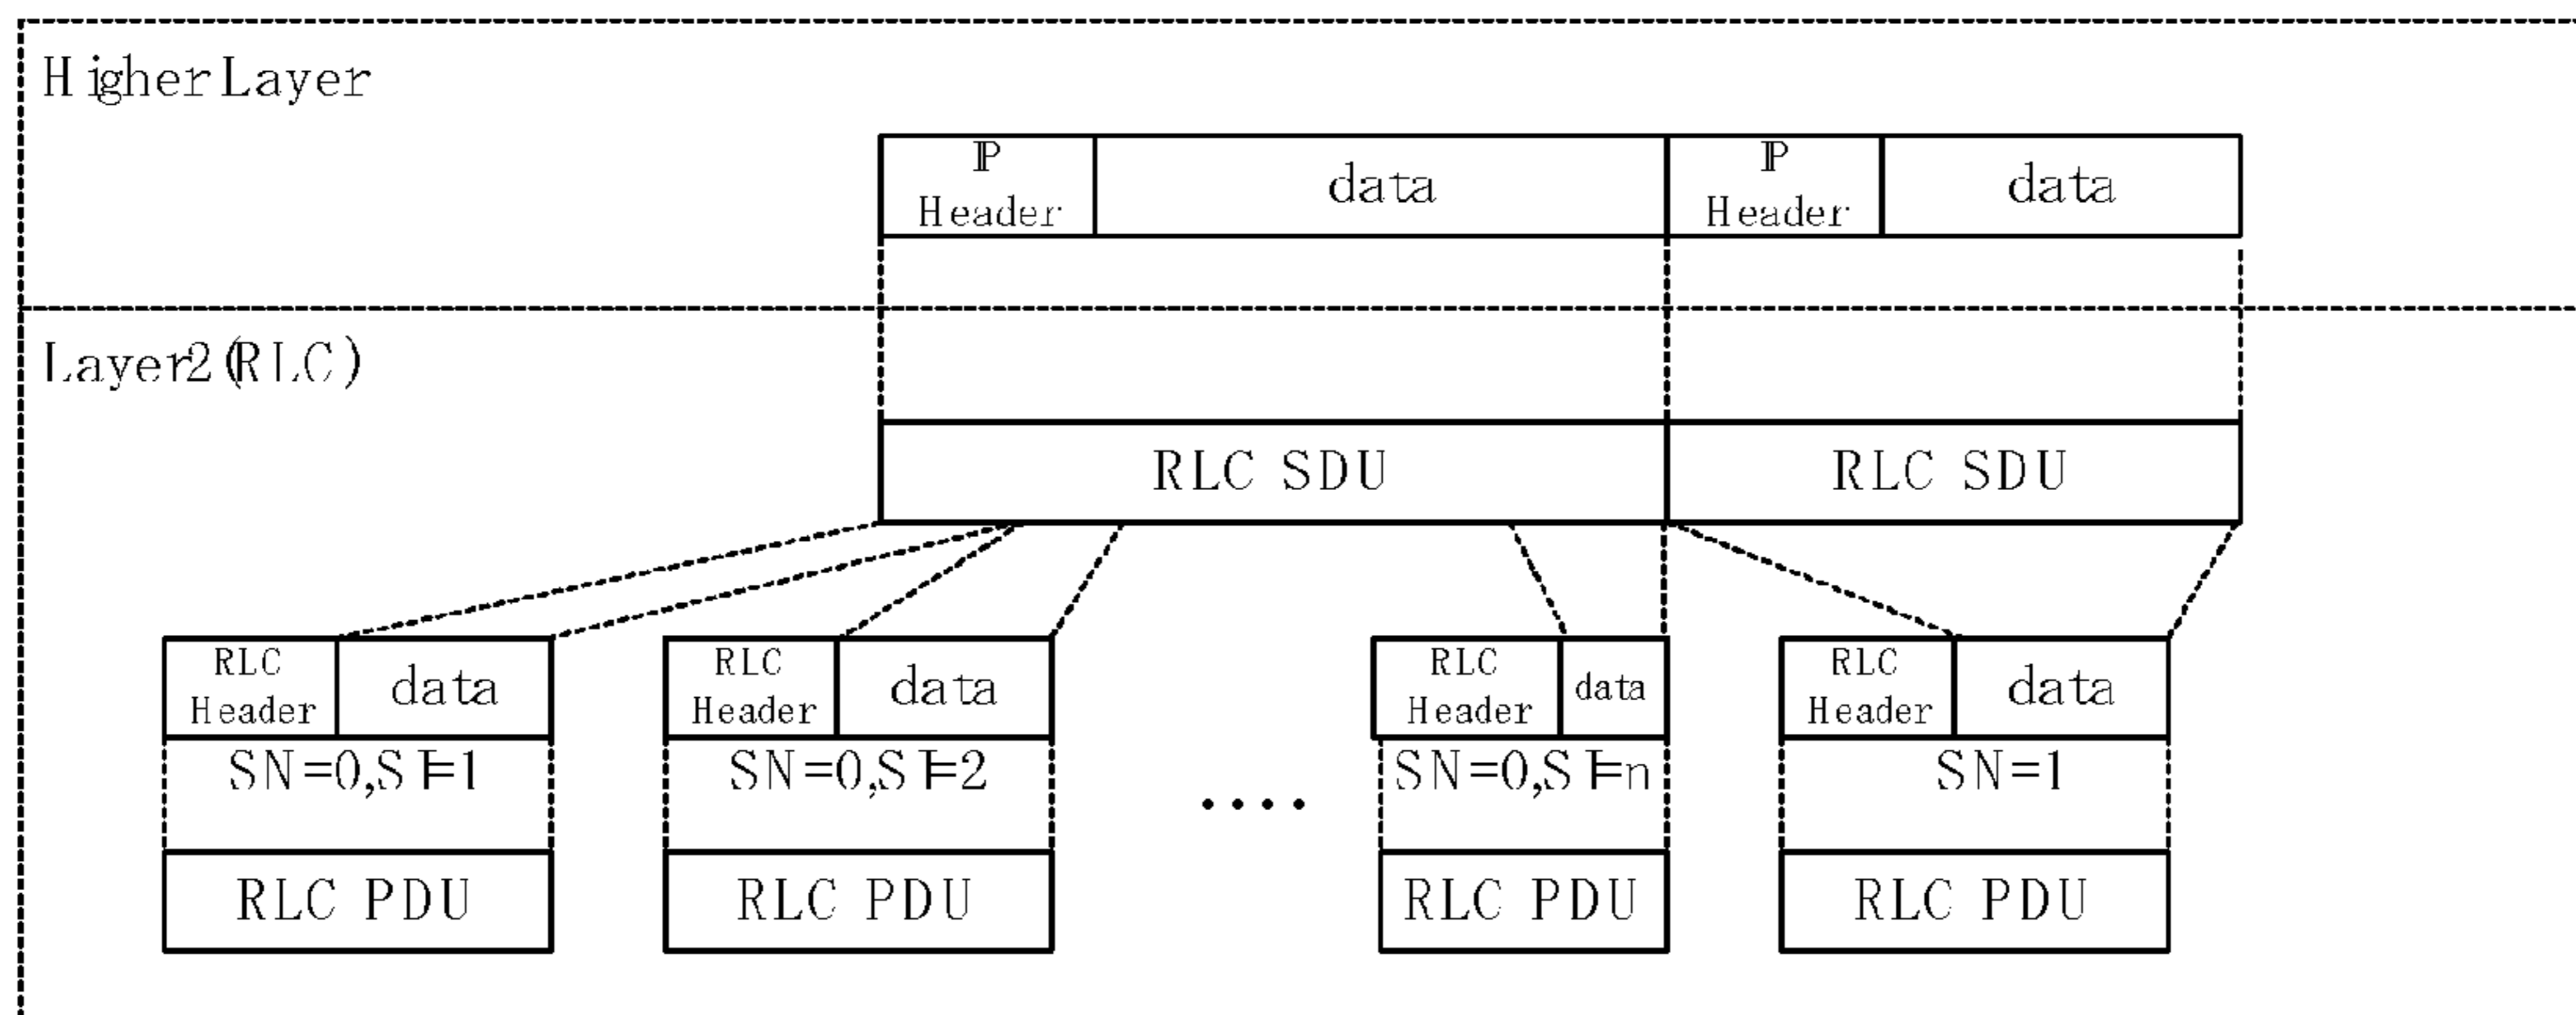 Higher Layer
IP Header
data
IP Header
data
Layer2 (RLC)
RLC SDU
RLC SDU
RLC Header
data
RLC Header
data
RLC Header
data
RLC Header
data
SN=0,SI=1
SN=0,SI=2
....
SN=0,SI=n
SN=1
RLC PDU
RLC PDU
RLC PDU
RLC PDU